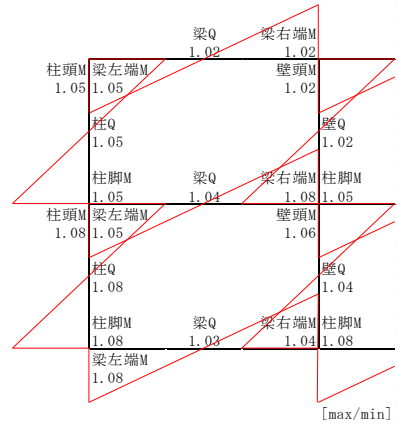 梁Q 梁右端M
1.02 1.02
柱頭M 梁左端M 壁頭M
1.05 1.05 1.02
柱Q 壁Q
1.05 1.02
柱脚M 梁Q 梁右端M 柱脚M
1.05 1.04 1.08 1.05
柱頭M 梁左端M 壁頭M
1.08 1.05 1.06
柱Q 壁Q
1.08 1.04
柱脚M 梁Q 梁右端M 柱脚M
1.08 1.03 1.04 1.08
梁左端M
1.08
[max/min]